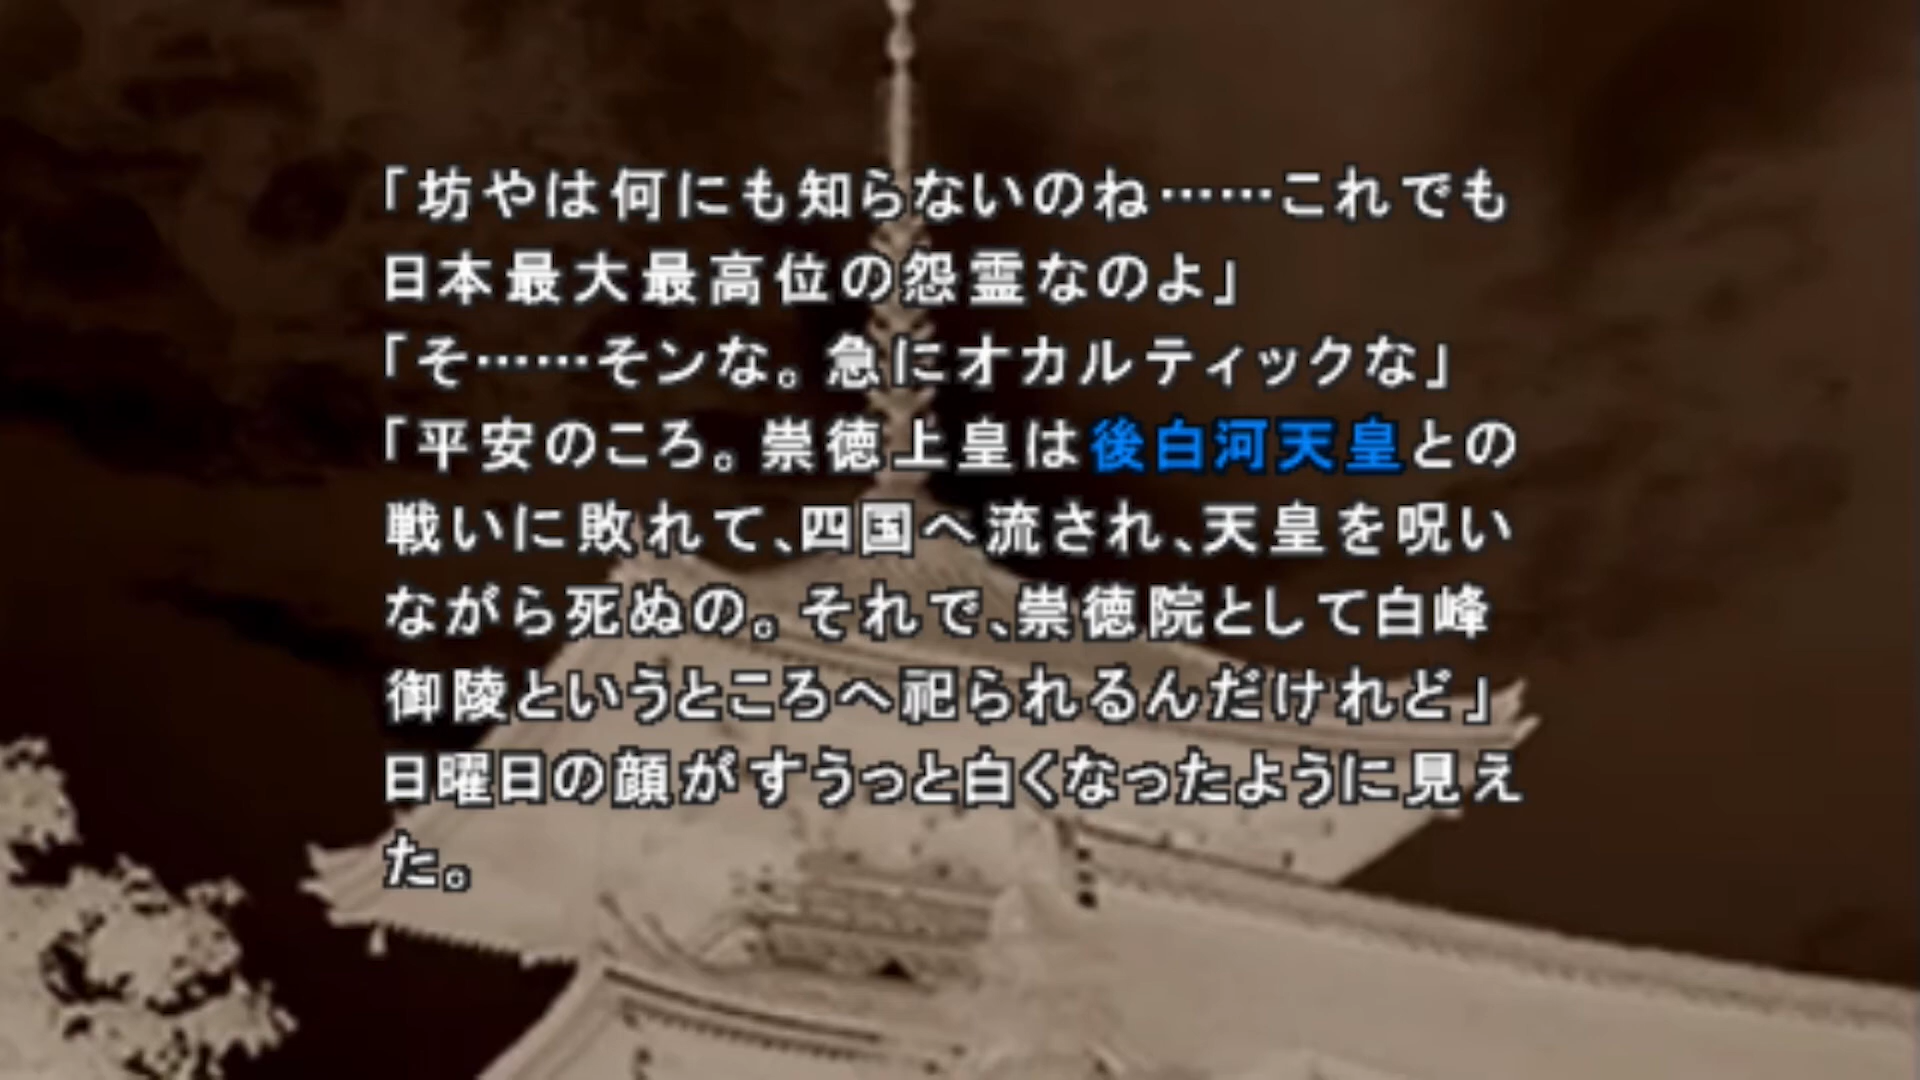 「坊やは何にも知らないのね……これでも
日本最大最高位の怨霊なのよ」
「そ……そンな。急にオカルティックな」
「平安のころ。崇徳上皇は後白河天皇との
戦いに敗れて、四国へ流され、天皇を呪い
ながら死ぬの。それで、崇徳院として白峰
御陵というところへ祀られるんだけれど」
日曜日の顔がすうっと白くなったように見え
た。